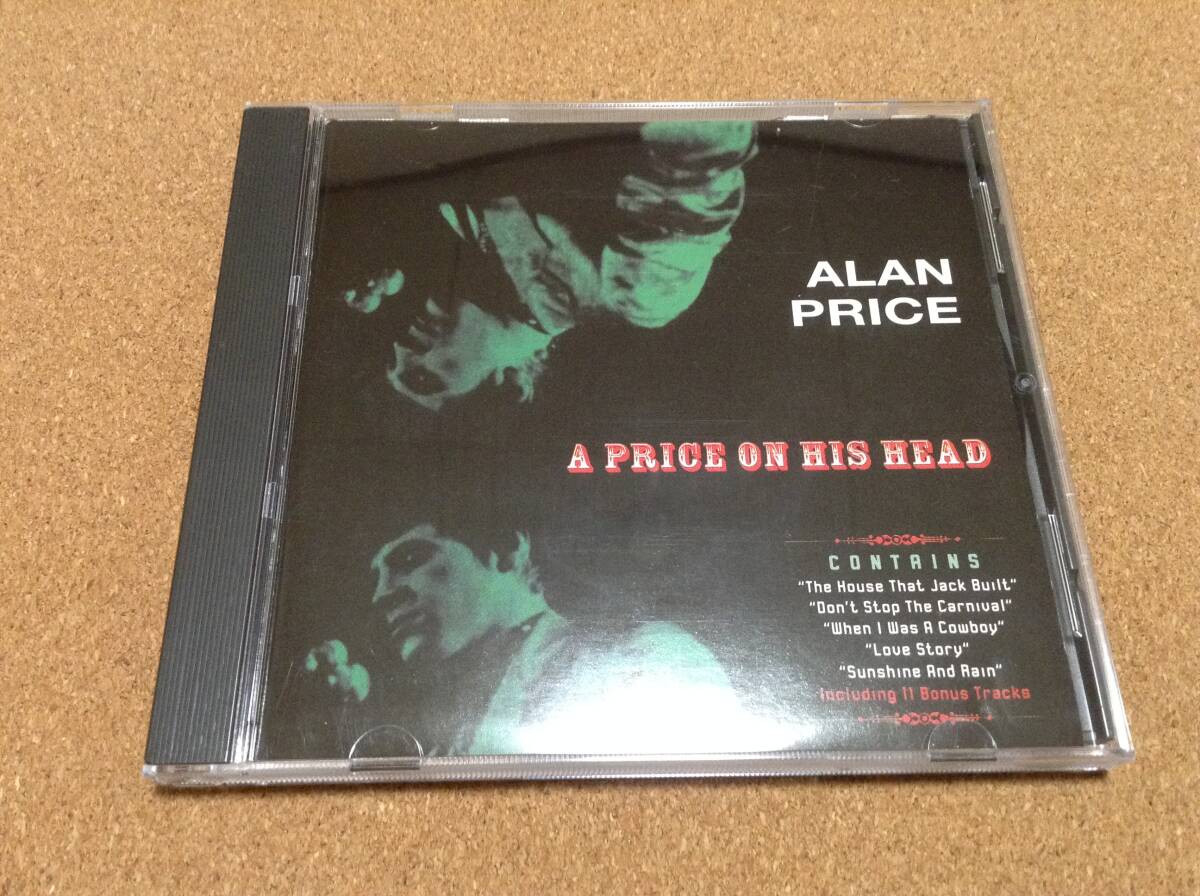 ALAN
PRICE
A PRICE ON HIS HEAD
CONTAINS
"The House That Jack Built"
"Don't Stop The Carnival"
"When I Was A Cowboy"
"Love Story"
"Sunshine And Rain"
Including 11 Bonus Tracks